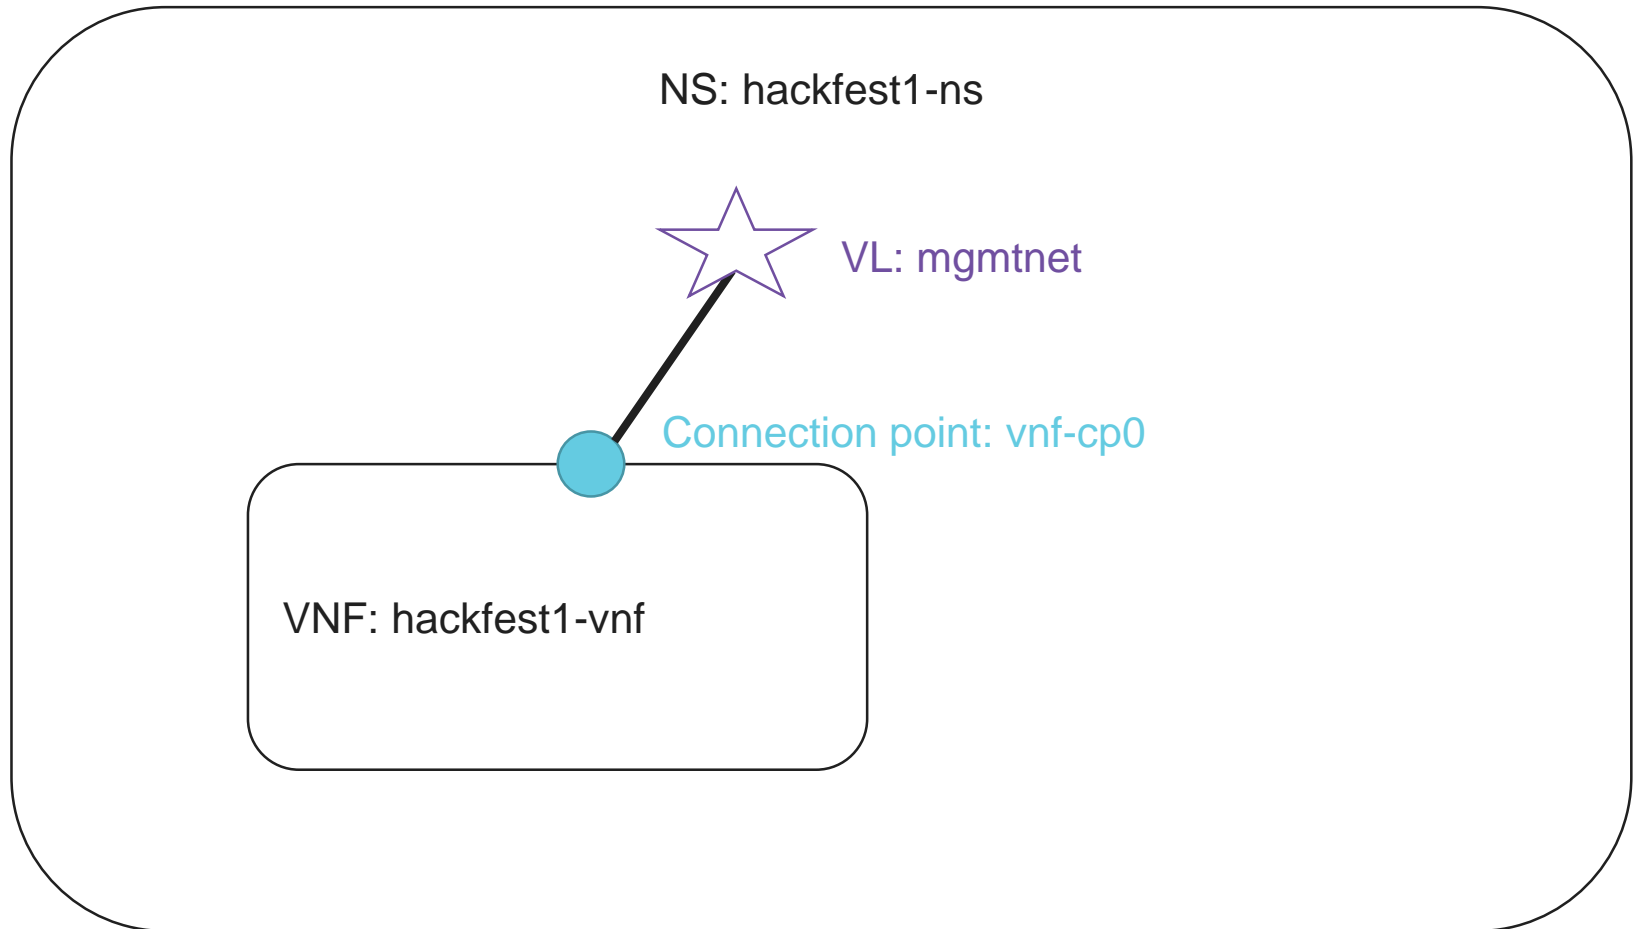 NS: hackfest1-ns
VL: mgmtnet
Connection point: vnf-cp0
VNF: hackfest1-vnf